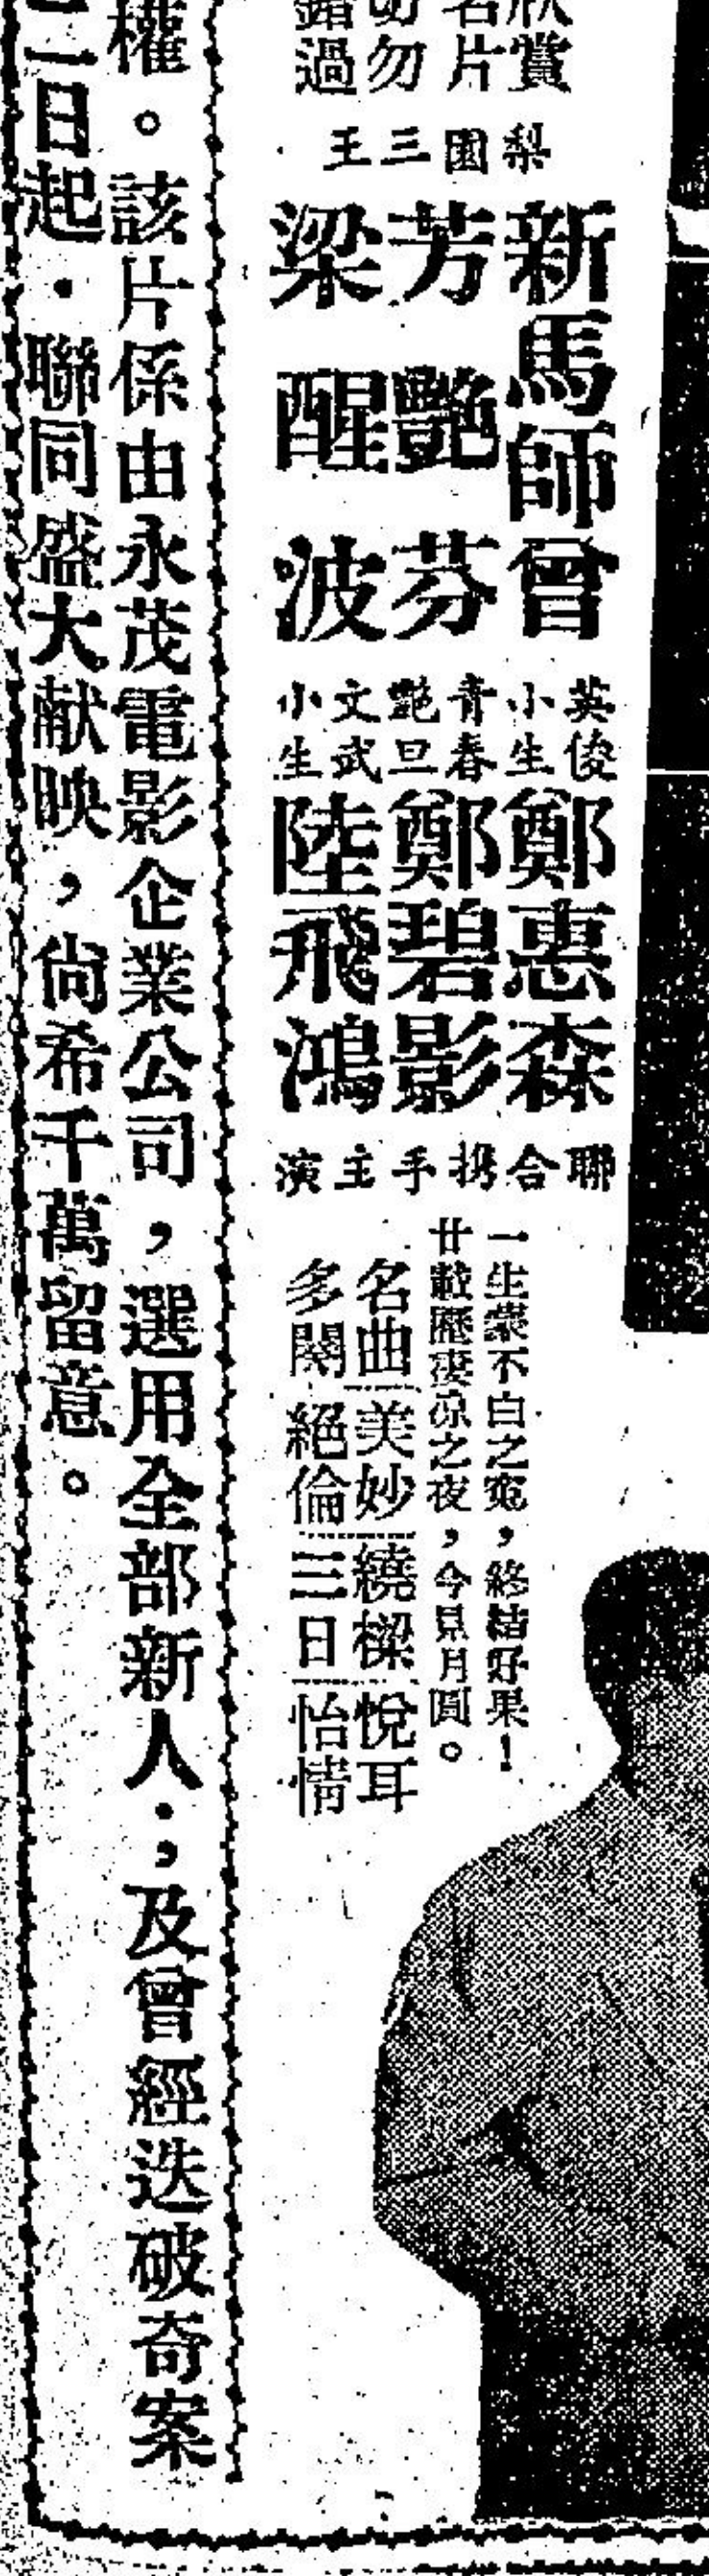 欣賞
名片
切勿
錯過
梨園三王
新馬師曾
芳艷芬
梁醒波
英俊小生
鄭惠森
青春艷旦
鄭碧影
文武小生
陸飛鴻
聯合携手主演
一生蒙不白之寃，終結好果！
廿載歷淒凉之夜，今見月圓。
名曲美妙繞樑悅耳
多闋絕倫三日怡情
權。該片係由永茂電影企業公司，選用全部新人，及曾經迭破奇案
二日起・聯同盛大献映，尙希千萬留意。